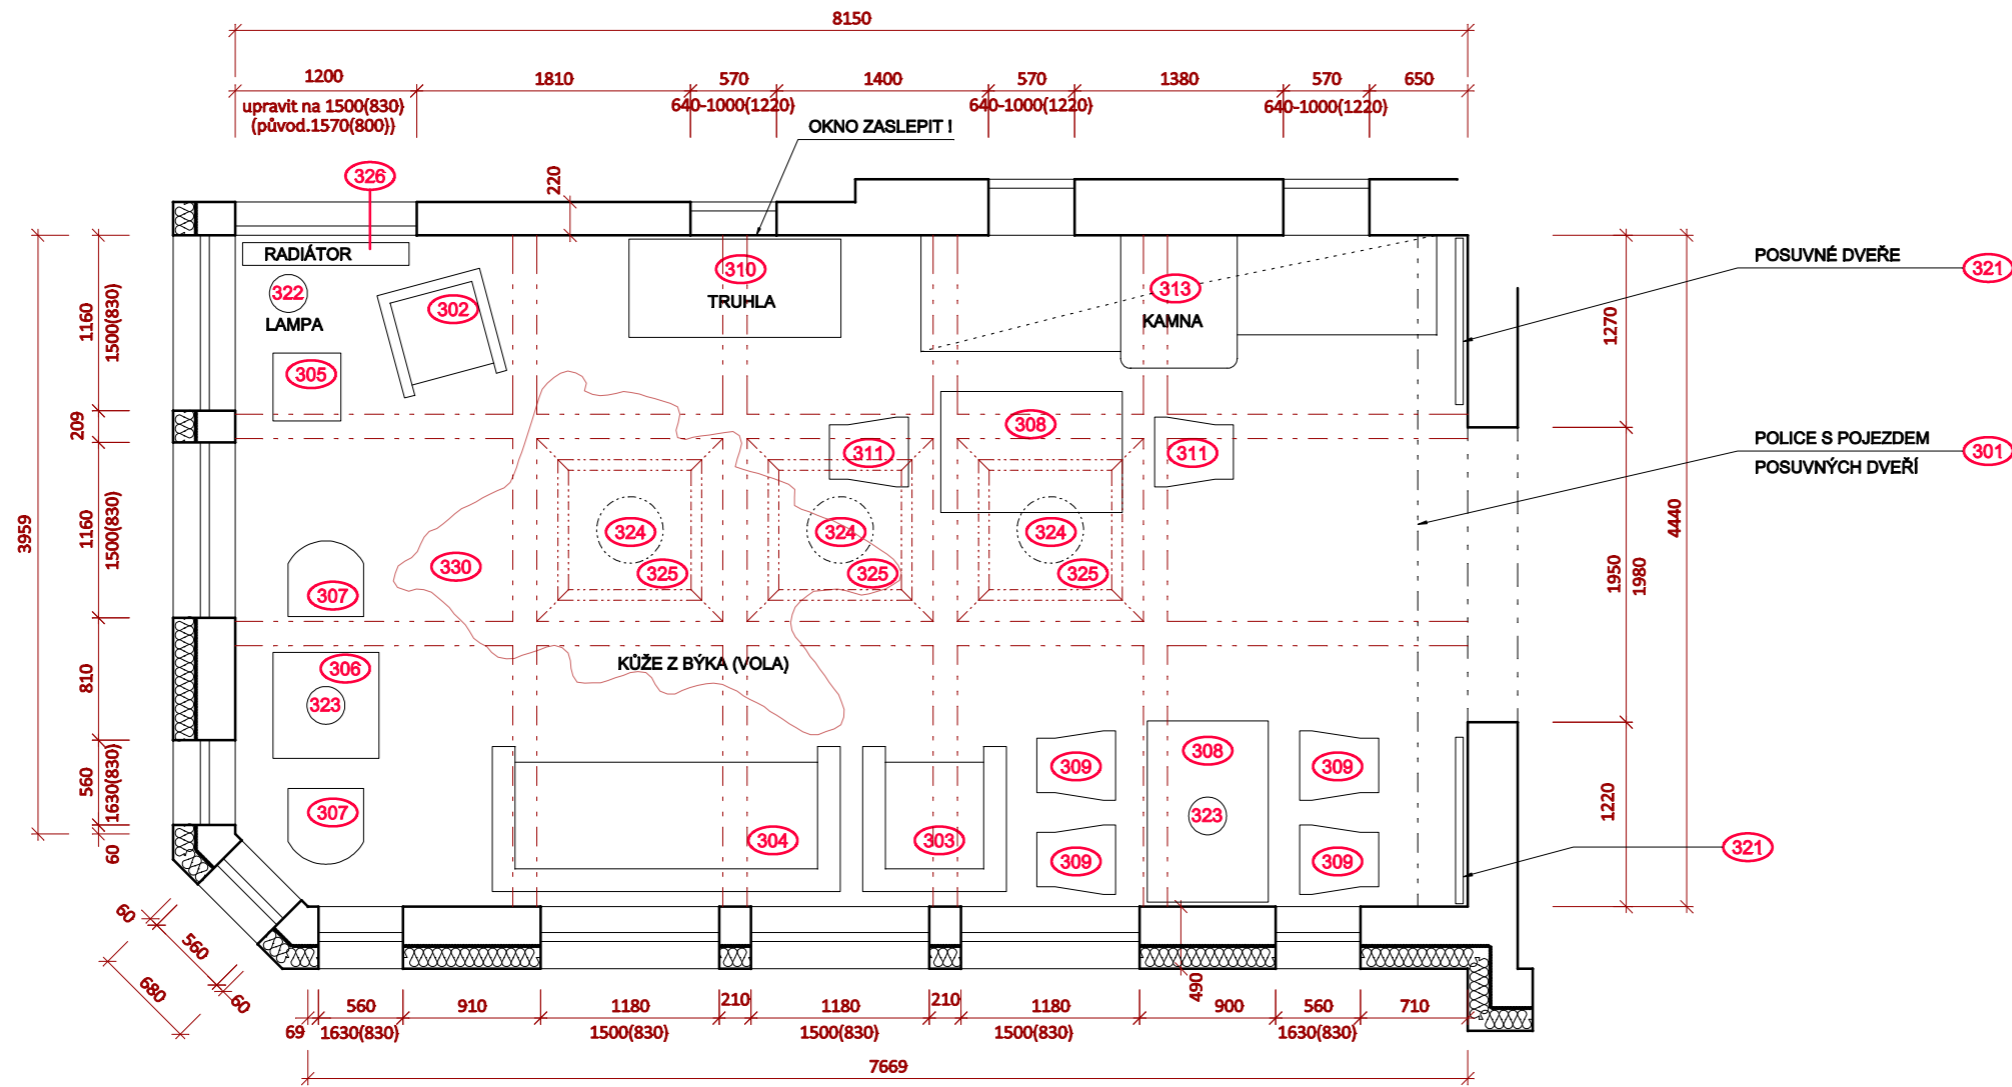 8150
1200 1810 570 1400 570 1380 570 650
upravit na 1500(830) 640-1000(1220) 640-1000(1220) 640-1000(1220)
(původ.1570(800))
OKNO ZASLEPIT !
326
220
RADIÁTOR
322
LAMPA
302
305
310
TRUHLA
313
KAMNA
POSUVNÉ DVEŘE 321
1160
1500(830)
1270
209
308
311 311
POLICE S POJEZDEM
POSUVNÝCH DVEŘÍ
301
3959
1160
1500(830)
324 324 324
325 325 325
330
307
1950
1980
4440
810
306
323
KŮŽE Z BÝKA (VOLA)
560
1630(830)
60
307
304
303
309 308 309
323
309 309
1220
321
60
560
60
680
490
560 910 1180 210 1180 210 1180 900 560 710
69 1630(830) 1500(830) 1500(830) 1500(830) 1630(830)
7669